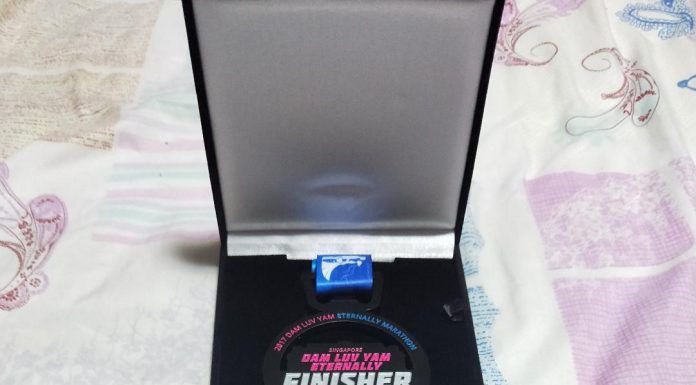 2017 DAM LUV YAM ETERNALLY MARATHON
SINGAPORE
DAM LUV YAM
ETERNALLY
FINISHER